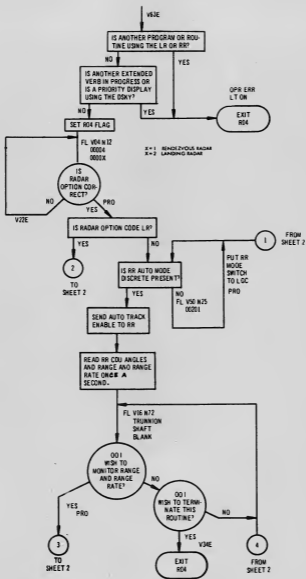 V63E
IS ANOTHER PROGRAM OR ROU-
TINE USING THE LR OR RR?
NO
YES
IS ANOTHER EXTENDED
VERB IN PROGRESS OR
IS A PRIORITY DISPLAY
USING THE DSKY?
NO
YES
OPR ERR
LT ON
EXIT
R04
SET R04 FLAG
FL V04 N12
00004
0000X
X = 1 RENDEZVOUS RADAR
X = 2 LANDING RADAR
IS
RADAR
OPTION COR-
RECT?
NO
V22E
YES
PRO
IS RADAR OPTION CODE LR?
YES
NO
2
TO
SHEET 2
1
FROM
SHEET 2
IS RR AUTO MODE
DISCRETE PRESENT?
YES
NO
FL V50 N25
00201
PUT RR
MODE
SWITCH
TO LGC
PRO
SEND AUTO TRACK
ENABLE TO RR
READ RR CDU ANGLES
AND RANGE AND RANGE
RATE ONCE A
SECOND.
FL V16 N72
TRUNNION
SHAFT
BLANK
DO I
WISH TO
MONITOR RANGE
AND RANGE
RATE?
YES
PRO
NO
3
TO
SHEET 2
DO I
WISH TO TERMI-
NATE THIS
ROUTINE?
NO
YES
V34E
EXIT
R04
4
FROM
SHEET 2